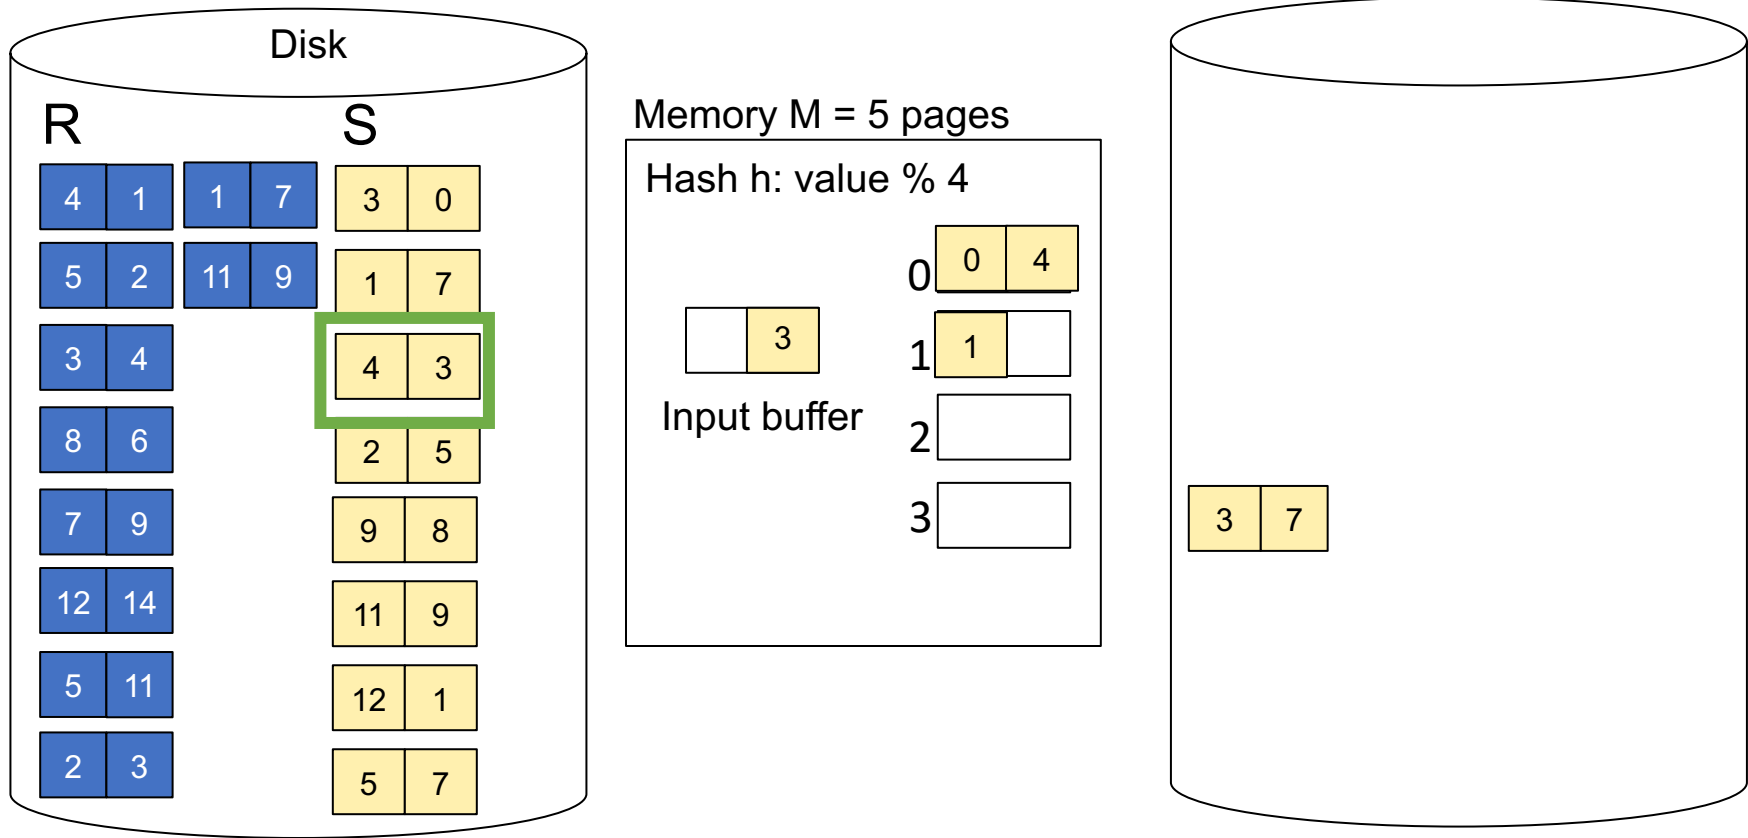 Disk
R S
4 1 1 7 3 0
5 2 11 9 1 7
3 4 4 3
8 6 2 5
7 9 9 8
12 14 11 9
5 11 12 1
2 3 5 7
Memory M = 5 pages
Hash h: value % 4
0 0 4
3
Input buffer
1 1
2
3
3 7